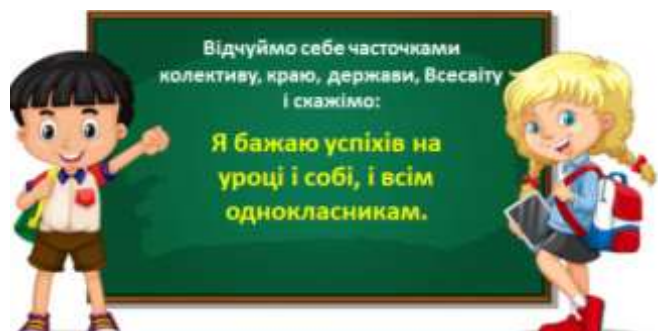 Відчуймо себе часточками
колективу, краю, держави, Всесвіту
і скажімо:
Я бажаю успіхів на
уроці і собі, і всім
однокласникам.